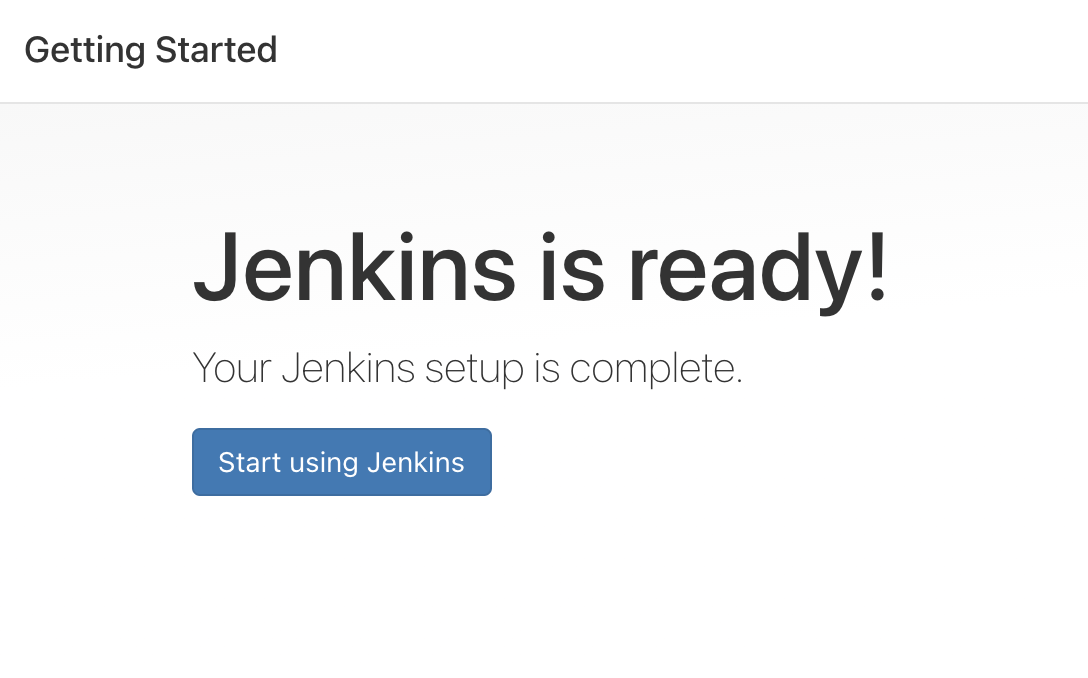 Getting Started
Jenkins is ready!
Your Jenkins setup is complete.
Start using Jenkins